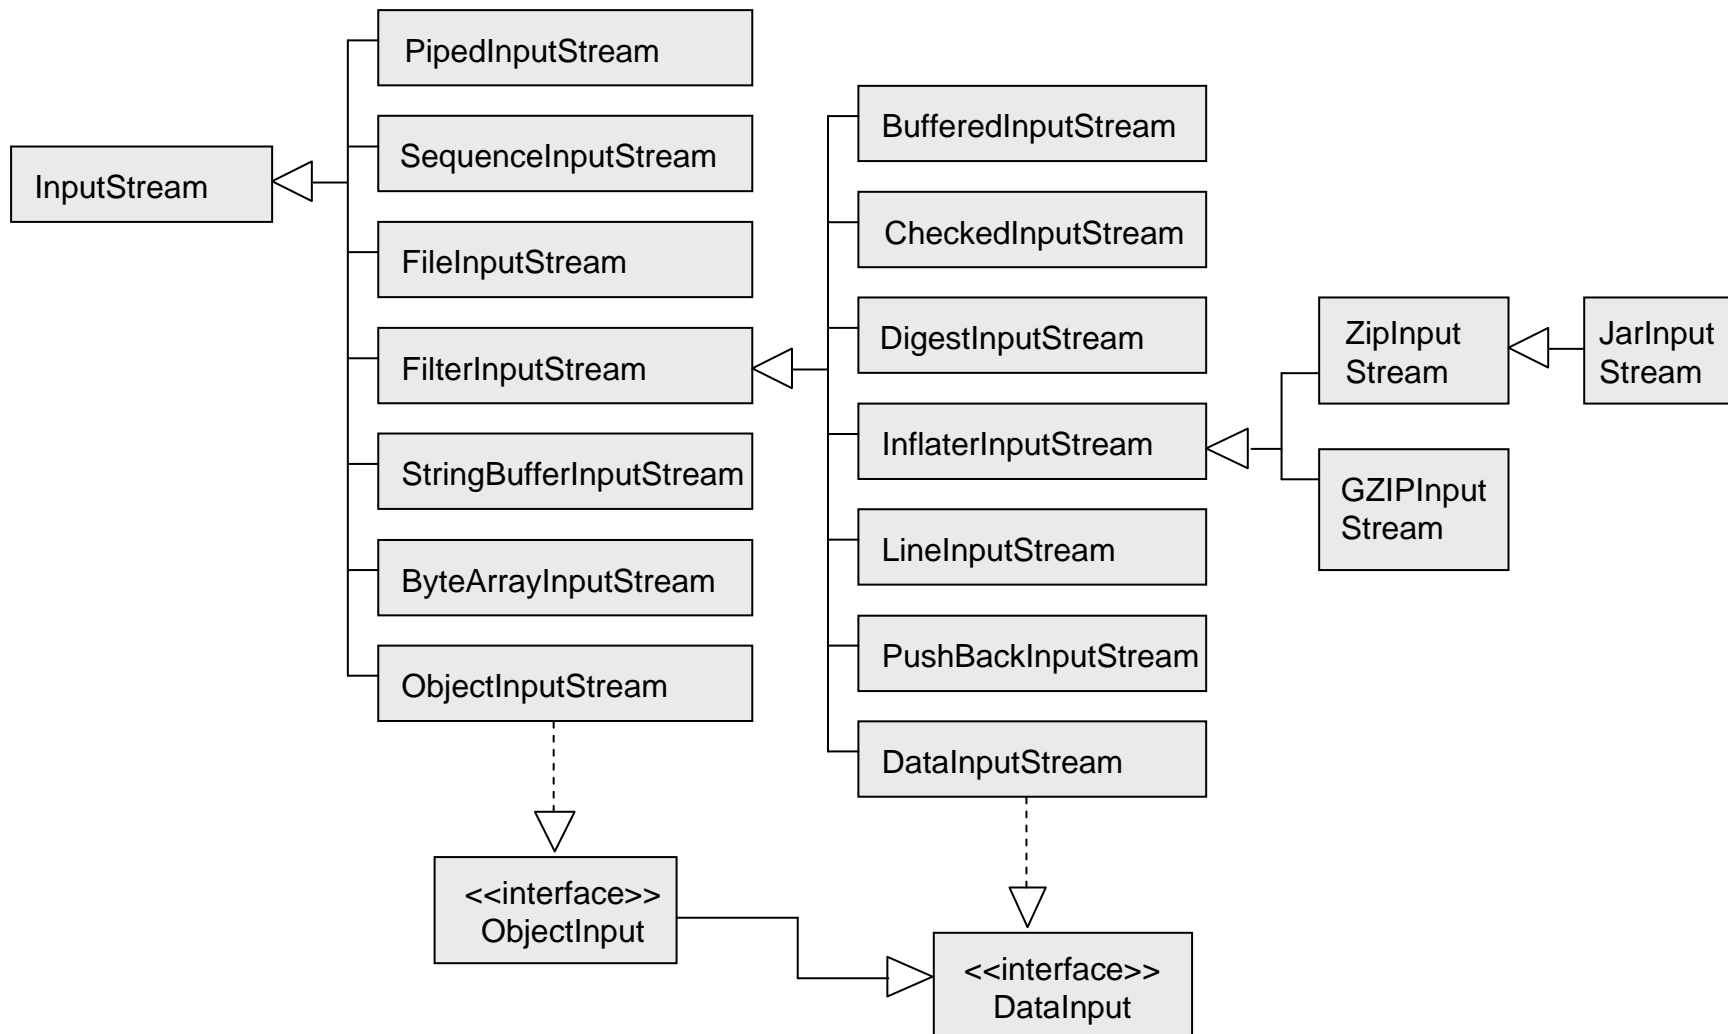 InputStream
PipedInputStream
SequenceInputStream
FileInputStream
FilterInputStream
StringBufferInputStream
ByteArrayInputStream
ObjectInputStream
<<interface>>
ObjectInput
BufferedInputStream
CheckedInputStream
DigestInputStream
InflaterInputStream
LineInputStream
PushBackInputStream
DataInputStream
<<interface>>
DataInput
ZipInput
Stream
GZIPInput
Stream
JarInput
Stream